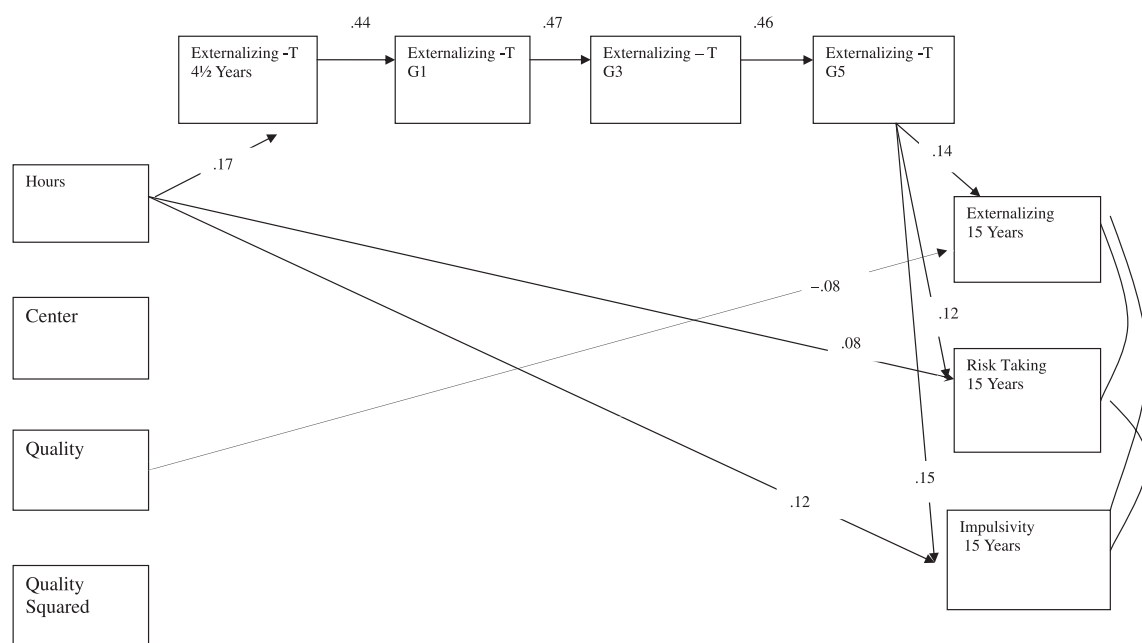 .44
.47
.46
Externalizing -T
4½ Years
Externalizing -T
G1
Externalizing – T
G3
Externalizing -T
G5
.17
.14
Hours
Externalizing
15 Years
–.08
Center
.12
.08
Risk Taking
15 Years
Quality
.15
.12
Impulsivity
15 Years
Quality
Squared